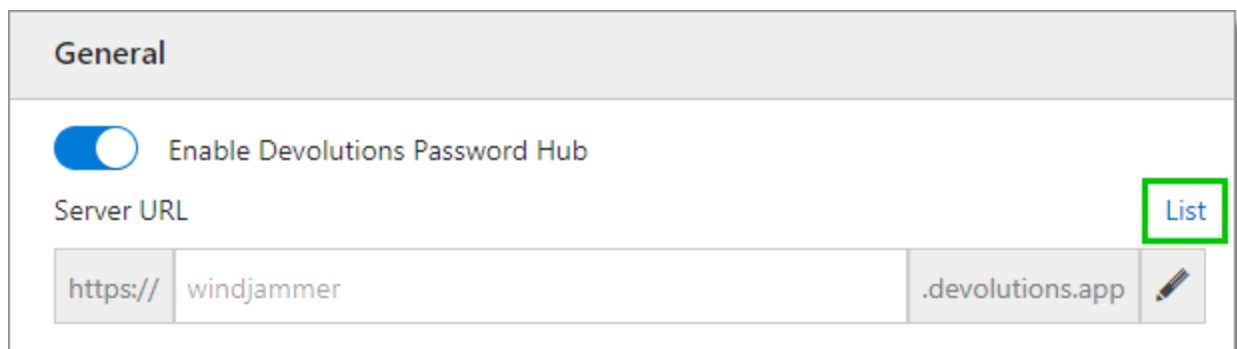 General
Enable Devolutions Password Hub
Server URL List
https:// windjammer .devolutions.app